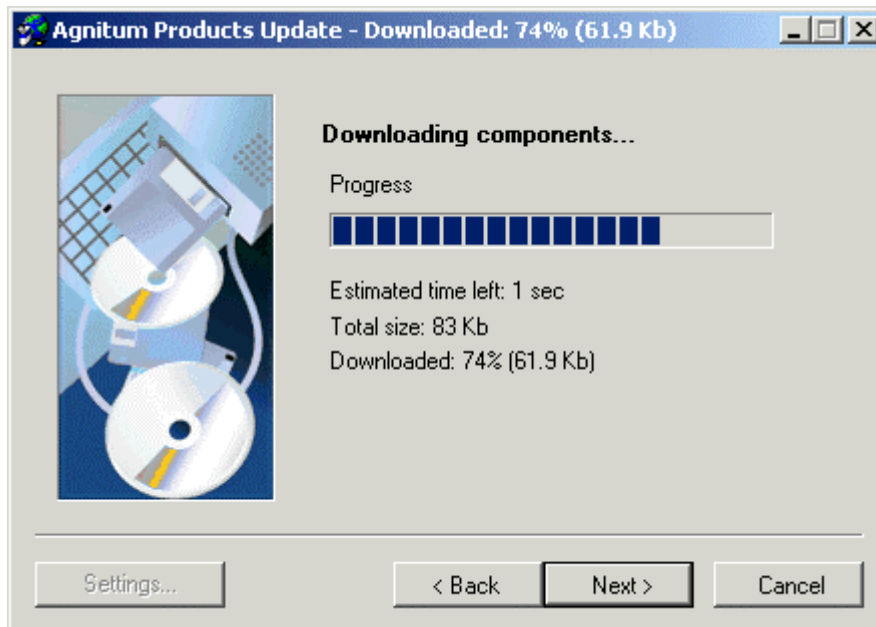 Agnitum Products Update - Downloaded: 74% (61.9 Kb)
Downloading components...
Progress
Estimated time left: 1 sec
Total size: 83 Kb
Downloaded: 74% (61.9 Kb)
Settings...
< Back
Next >
Cancel